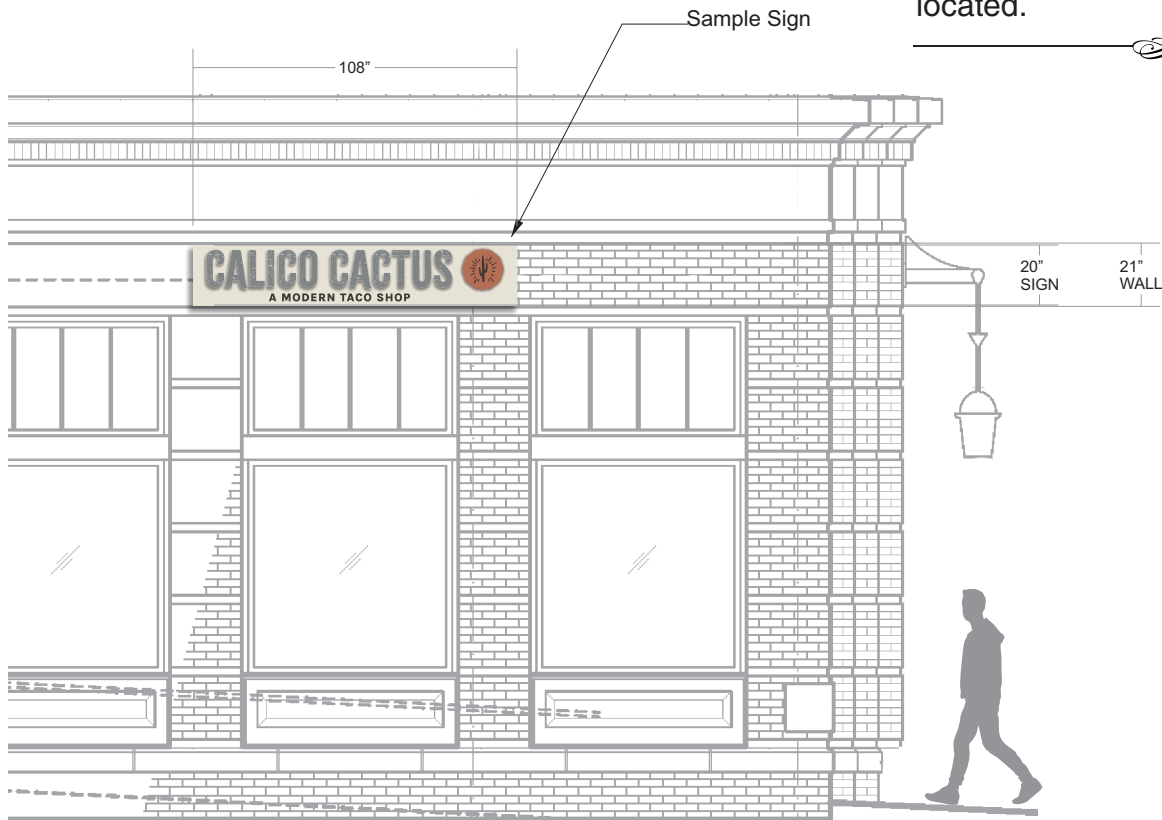 located.
Sample Sign
108”
CALICO CACTUS
A MODERN TACO SHOP
20”
SIGN
21”
WALL